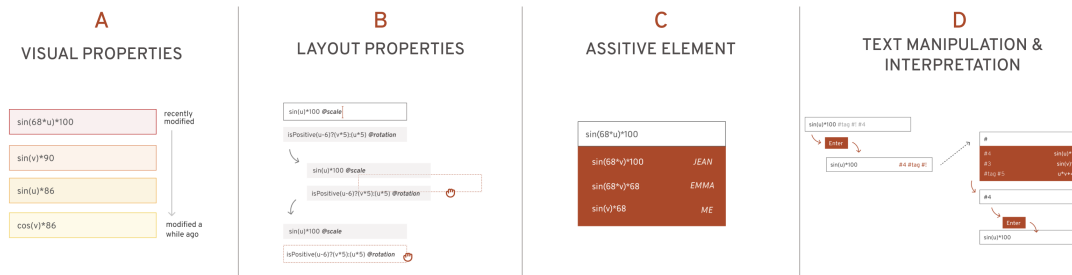 A
VISUAL PROPERTIES
sin(68*u)*100
sin(v)*90
sin(u)*86
cos(v)*86
recently
modified
modified a
while ago
B
LAYOUT PROPERTIES
sin(u)*100 @scale
isPositive(u-6)?(v*5):(u*5) @rotation
sin(u)*100 @scale
isPositive(u-6)?(v*5):(u*5) @rotation
sin(u)*100 @scale
isPositive(u-6)?(v*5):(u*5) @rotation
C
ASSITIVE ELEMENT
sin(68*u)*100
sin(68*v)*100 JEAN
sin(68*v)*68 EMMA
sin(v)*68 ME
D
TEXT MANIPULATION &
INTERPRETATION
sin(u)*100 #tag #! #4
Enter
sin(u)*100 #4 #tag #!
#
#4 sin(u)*
#3 sin(v)
#tag #5
#4
Enter
sin(u)*100